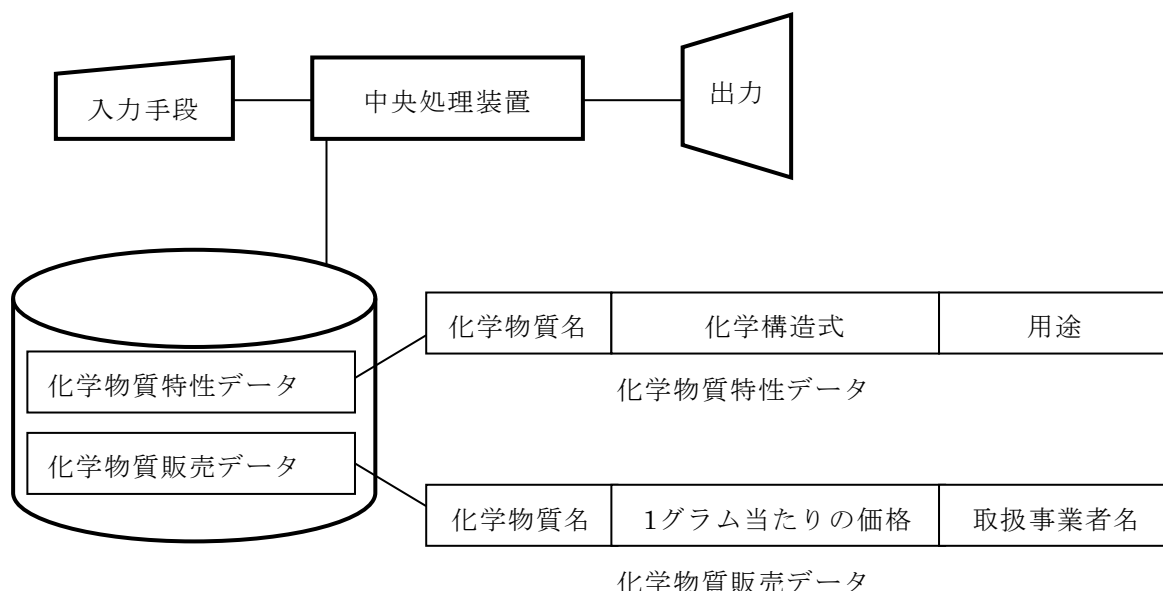 入力手段
中央処理装置
出力
化学物質特性データ
化学物質販売データ
化学物質名 化学構造式 用途
化学物質特性データ
化学物質名 1グラム当たりの価格 取扱事業者名
化学物質販売データ